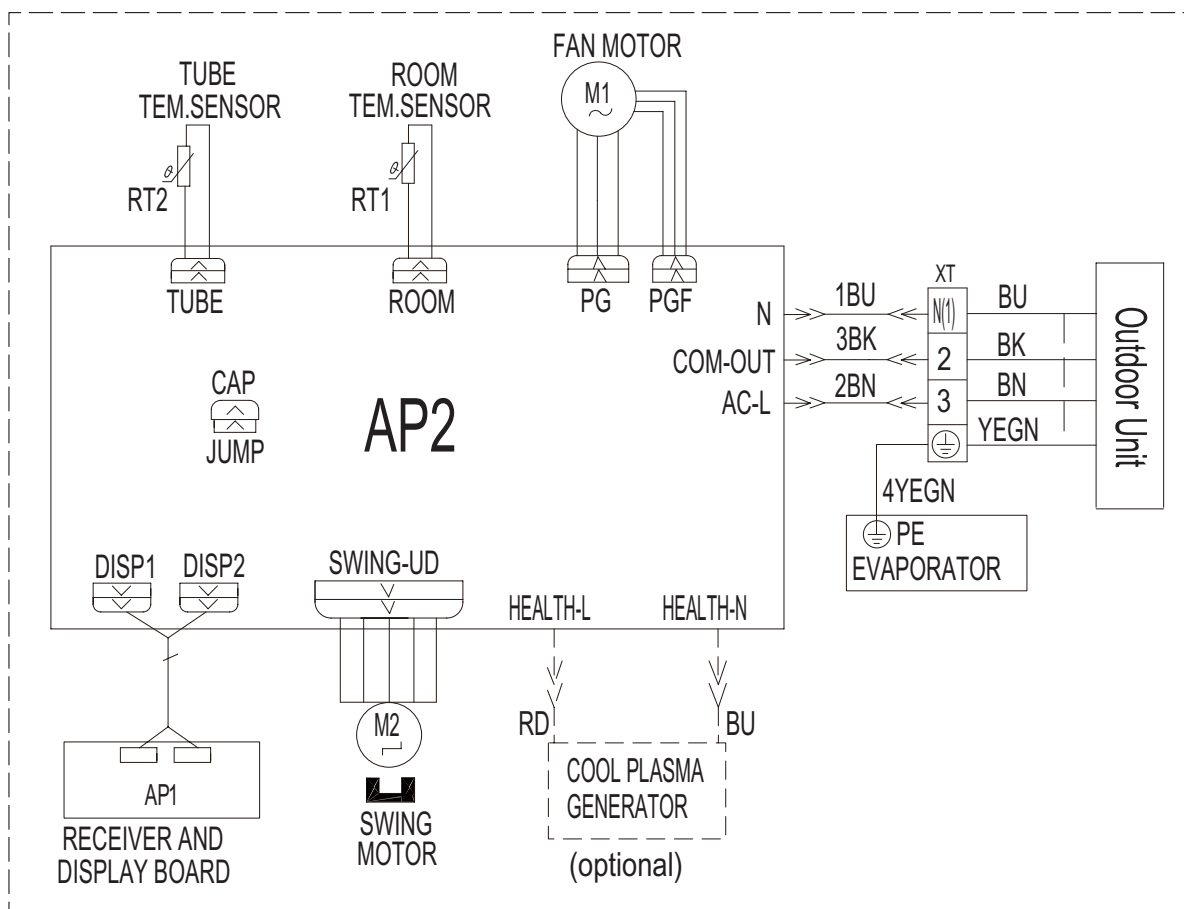 FAN MOTOR
M1
TUBE
TEM.SENSOR
RT2
ROOM
TEM.SENSOR
RT1
TUBE
ROOM
PG
PGF
N
COM-OUT
AC-L
1BU
3BK
2BN
XT
N(1)
2
3
BU
BK
BN
YEGN
Outdoor Unit
4YEGN
PE
EVAPORATOR
CAP
JUMP
AP2
DISP1
DISP2
SWING-UD
HEALTH-L
HEALTH-N
RD
BU
M2
SWING
MOTOR
AP1
RECEIVER AND
DISPLAY BOARD
COOL PLASMA
GENERATOR
(optional)